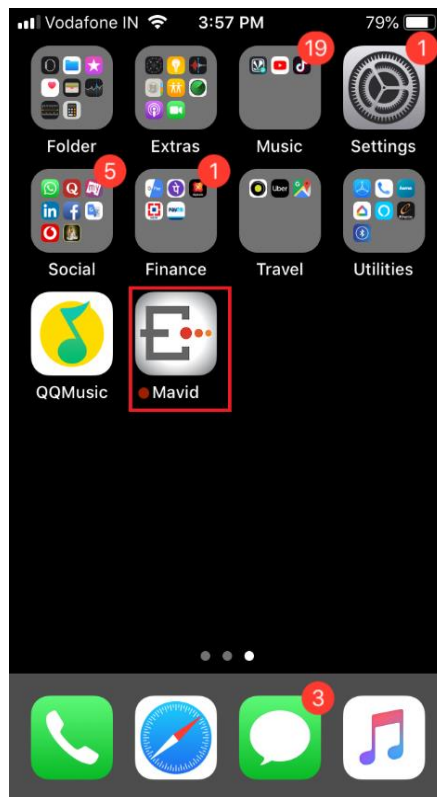 Vodafone IN 3:57 PM 79%
19 1
Folder Extras Music Settings
5 1
Social Finance Travel Utilities
QQMusic Mavid
3